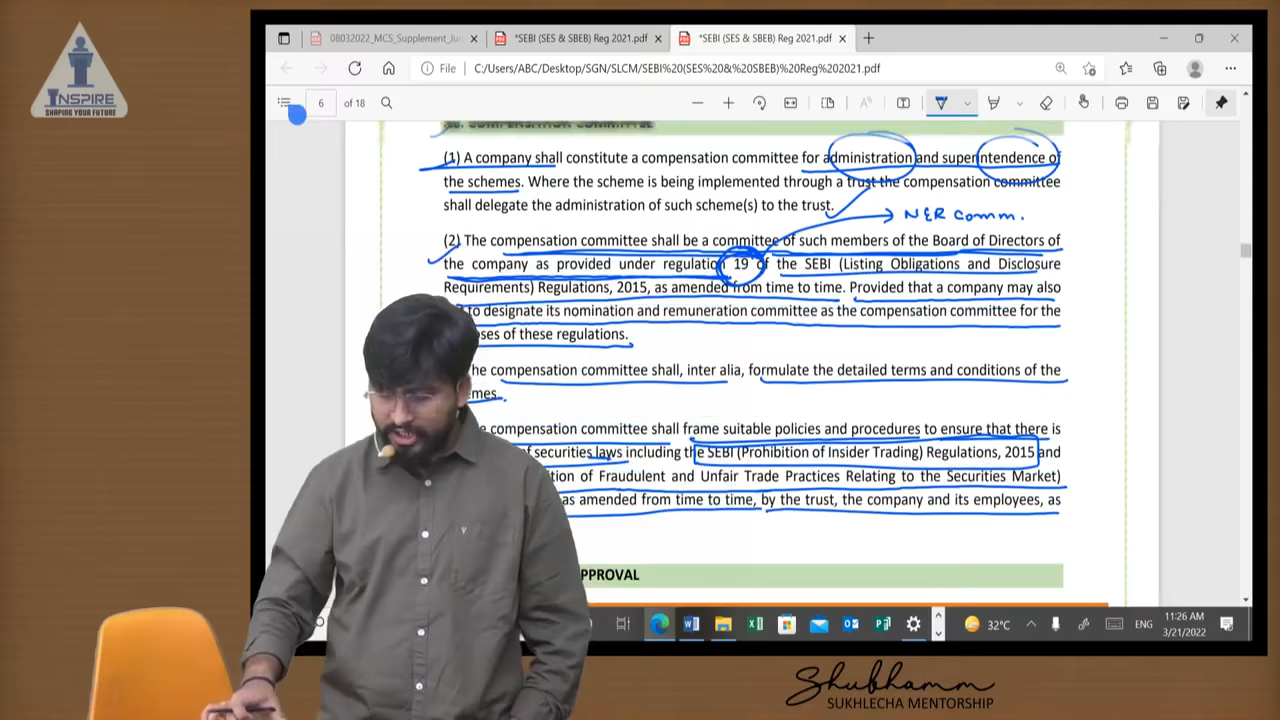 INSPIRE
SHAPING YOUR FUTURE
08032022_MCS_Supplement_Jun
*SEBI (SES & SBEB) Reg 2021.pdf
*SEBI (SES & SBEB) Reg 2021.pdf
File
C:/Users/ABC/Desktop/SGN/SLCM/SEBI%20(SES%20&%20SBEB)%20Reg%202021.pdf
6 of 18
COMPENSATION COMMITTEE
(1) A company shall constitute a compensation committee for administration and superintendence of
the schemes. Where the scheme is being implemented through a trust the compensation committee
shall delegate the administration of such scheme(s) to the trust.
N&R Comm.
(2) The compensation committee shall be a committee of such members of the Board of Directors of
the company as provided under regulation 19 of the SEBI (Listing Obligations and Disclosure
Requirements) Regulations, 2015, as amended from time to time. Provided that a company may also
to designate its nomination and remuneration committee as the compensation committee for the
oses of these regulations.
he compensation committee shall, inter alia, formulate the detailed terms and conditions of the
emes.
e compensation committee shall frame suitable policies and procedures to ensure that there is
of securities laws including the SEBI (Prohibition of Insider Trading) Regulations, 2015 and
tion of Fraudulent and Unfair Trade Practices Relating to the Securities Market)
as amended from time to time, by the trust, the company and its employees, as
PPROVAL
32°C
ENG
11:26 AM
3/21/2022
Shubhamm
SUKHLECHA MENTORSHIP